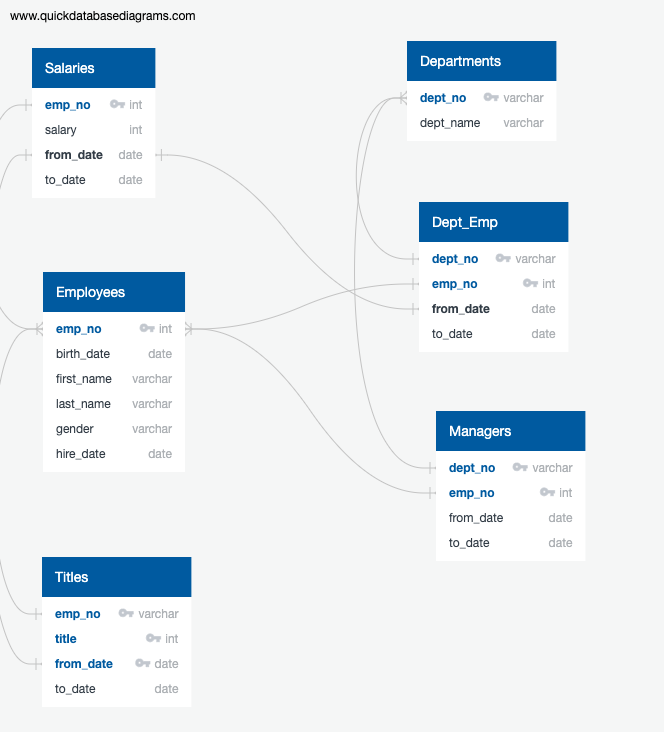 www.quickdatabasediagrams.com
Salaries
emp_no int
salary int
from_date date
to_date date
Departments
dept_no varchar
dept_name varchar
Dept_Emp
dept_no varchar
emp_no int
from_date date
to_date date
Employees
emp_no int
birth_date date
first_name varchar
last_name varchar
gender varchar
hire_date date
Managers
dept_no varchar
emp_no int
from_date date
to_date date
Titles
emp_no varchar
title int
from_date date
to_date date